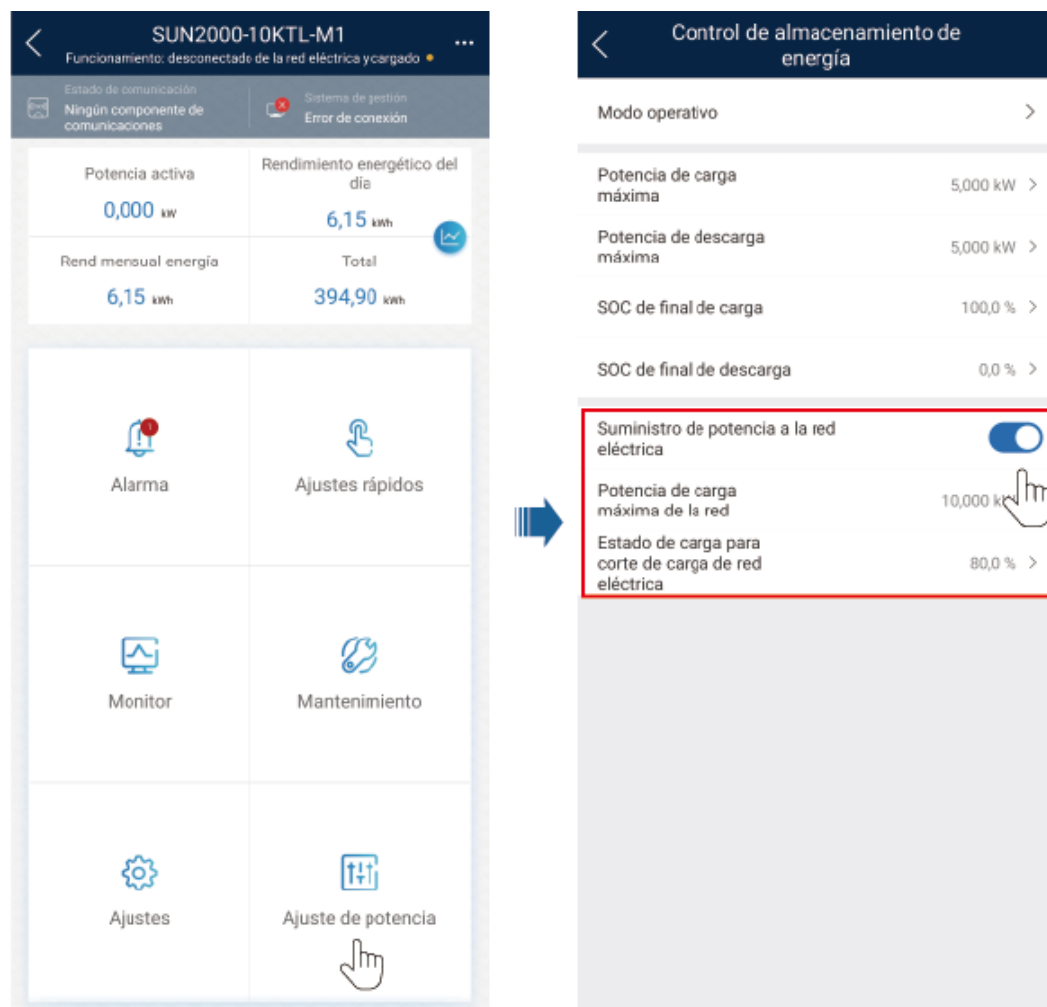 SUN2000-10KTL-M1
Funcionamiento: desconectado de la red eléctrica y cargado
Estado de comunicación
Ningún componente de
comunicaciones
Sistema de gestión
Error de conexión
Potencia activa
0,000 kW
Rendimiento energético del
día
6,15 kWh
Rend mensual energía
6,15 kWh
Total
394,90 kWh
1
Alarma
Ajustes rápidos
Monitor
Mantenimiento
Ajustes
Ajuste de potencia
Control de almacenamiento de
energía
Modo operativo
Potencia de carga
máxima
5,000 kW
Potencia de descarga
máxima
5,000 kW
SOC de final de carga
100,0 %
SOC de final de descarga
0,0 %
Suministro de potencia a la red
eléctrica
Potencia de carga
máxima de la red
10,000
Estado de carga para
corte de carga de red
eléctrica
80,0 %